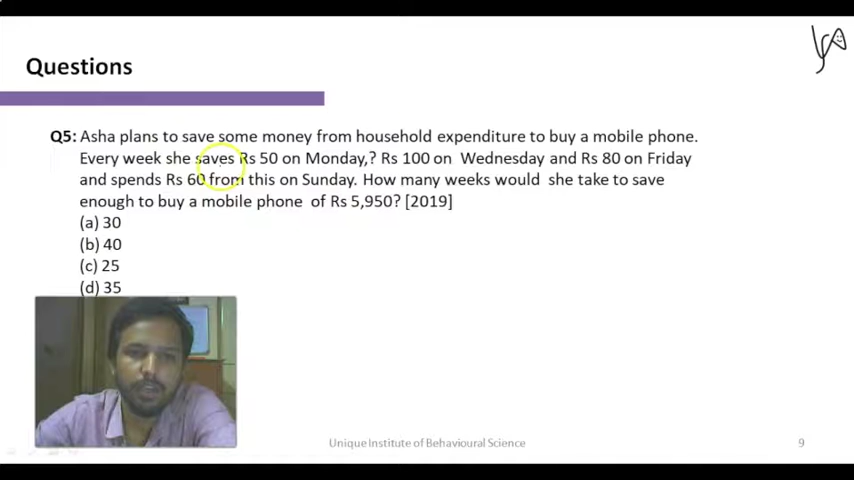 Questions
Q5: Asha plans to save some money from household expenditure to buy a mobile phone.
Every week she saves Rs 50 on Monday,? Rs 100 on Wednesday and Rs 80 on Friday
and spends Rs 60 from this on Sunday. How many weeks would she take to save
enough to buy a mobile phone of Rs 5,950? [2019]
(a) 30
(b) 40
(c) 25
(d) 35
Unique Institute of Behavioural Science
9